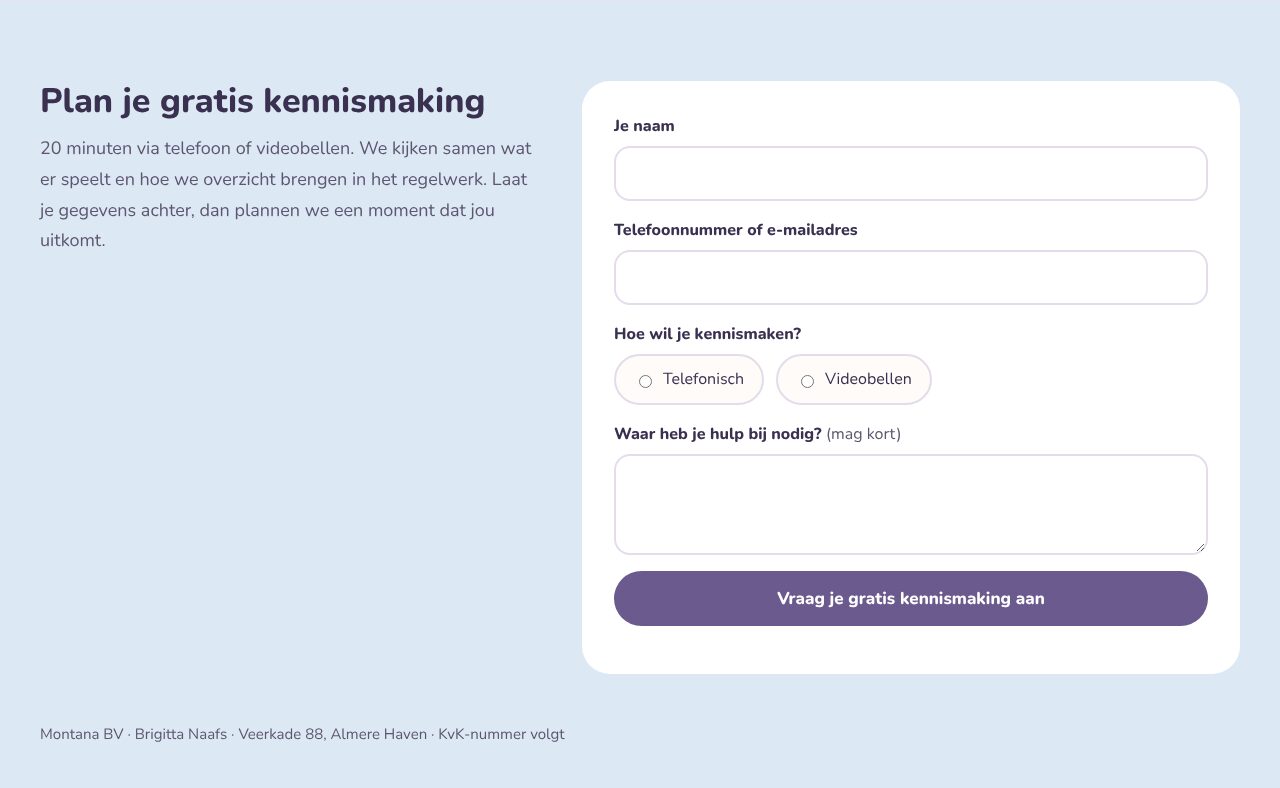 Plan je gratis kennismaking
20 minuten via telefoon of videobellen. We kijken samen wat
er speelt en hoe we overzicht brengen in het regelwerk. Laat
je gegevens achter, dan plannen we een moment dat jou
uitkomt.
Je naam
Telefoonnummer of e-mailadres
Hoe wil je kennismaken?
Telefonisch
Videobellen
Waar heb je hulp bij nodig? (mag kort)
Vraag je gratis kennismaking aan
Montana BV · Brigitta Naafs · Veerkade 88, Almere Haven · KvK-nummer volgt